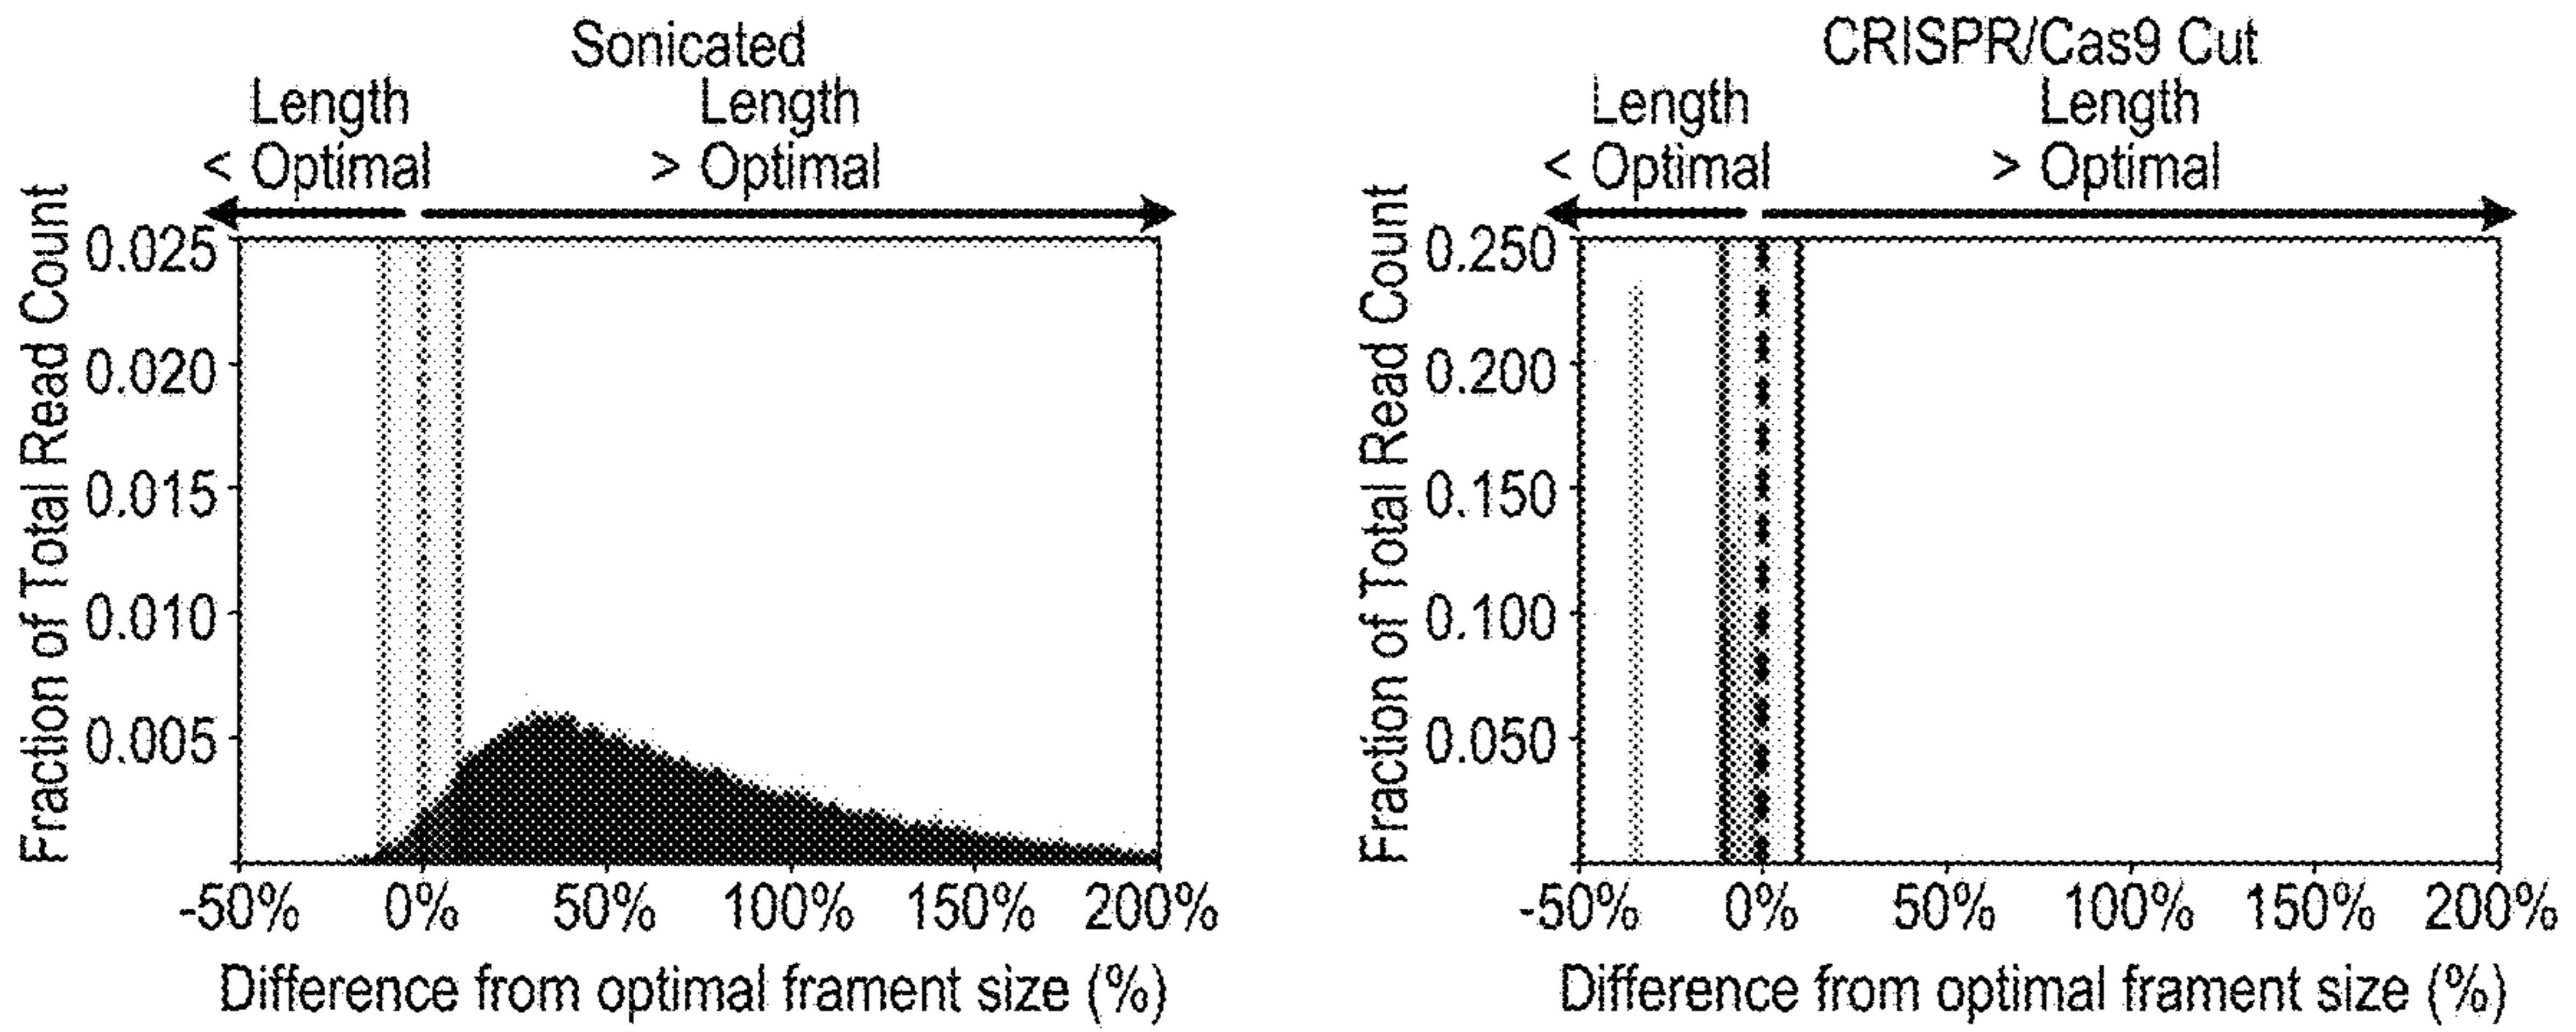 Sonicated
Length
< Optimal
Length
> Optimal
Fraction of Total Read Count
0.025
0.020
0.015
0.010
0.005
-50% 0% 50% 100% 150% 200%
Difference from optimal frament size (%)
CRISPR/Cas9 Cut
Length
< Optimal
Length
> Optimal
Fraction of Total Read Count
0.250
0.200
0.150
0.100
0.050
-50% 0% 50% 100% 150% 200%
Difference from optimal frament size (%)